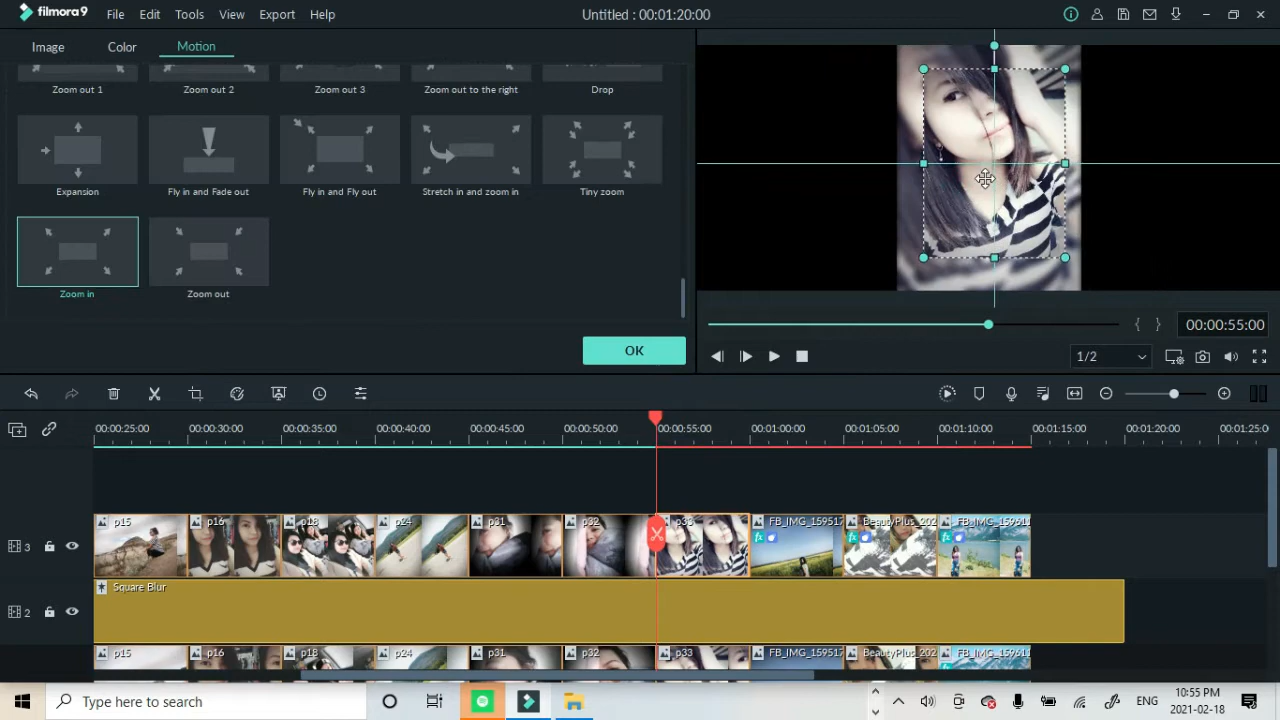 filmora9 File Edit Tools View Export Help Untitled : 00:01:20:00
Image Color Motion
Zoom out 1 Zoom out 2 Zoom out 3 Zoom out to the right Drop
Expansion Fly in and Fade out Fly in and Fly out Stretch in and zoom in Tiny zoom
Zoom in Zoom out
OK
00:00:55:00
1/2
00:00:25:00 00:00:30:00 00:00:35:00 00:00:40:00 00:00:45:00 00:00:50:00 00:00:55:00 00:01:00:00 00:01:05:00 00:01:10:00 00:01:15:00 00:01:20:00 00:01:25:0
3 p15 p16 p18 p24 p31 p32 p33 FB_IMG_159517 BeautyPlus_202 FB_IMG_159611
fx fx fx
Square Blur
2
p15 p16 p18 p24 p31 p32 p33 FB_IMG_159517 BeautyPlus_202 FB_IMG_159611
Type here to search ENG 10:55 PM
2021-02-18